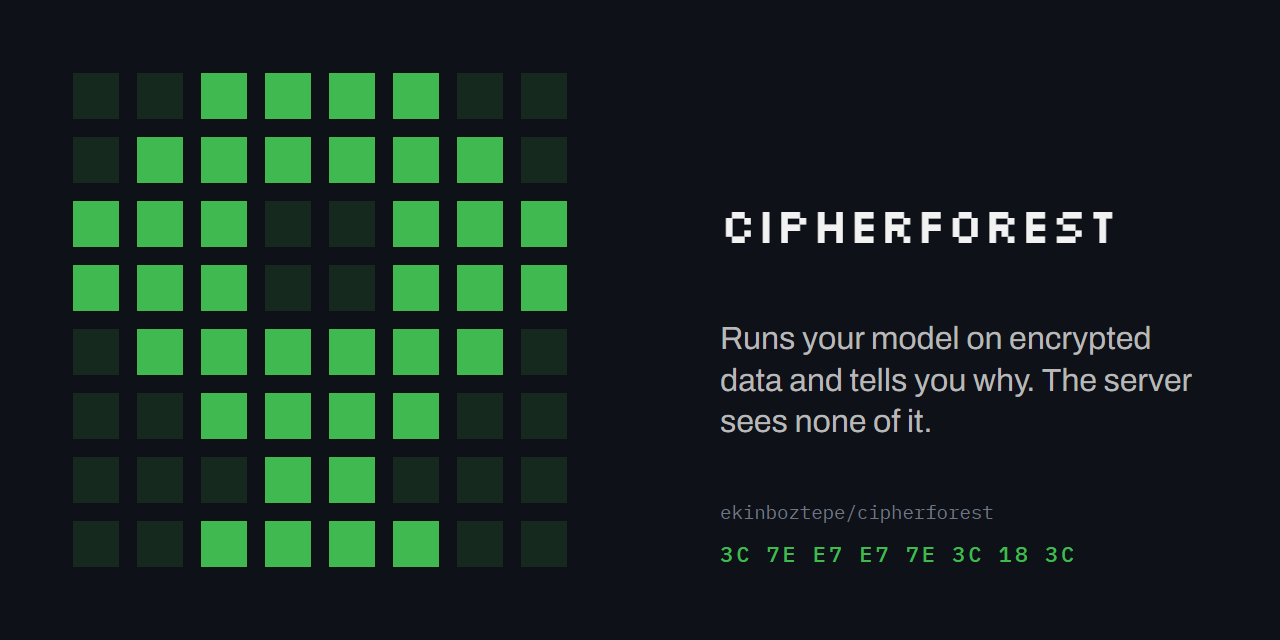 CIPHERFOREST
Runs your model on encrypted
data and tells you why. The server
sees none of it.
ekinboztepe/cipherforest
3C 7E E7 E7 7E 3C 18 3C